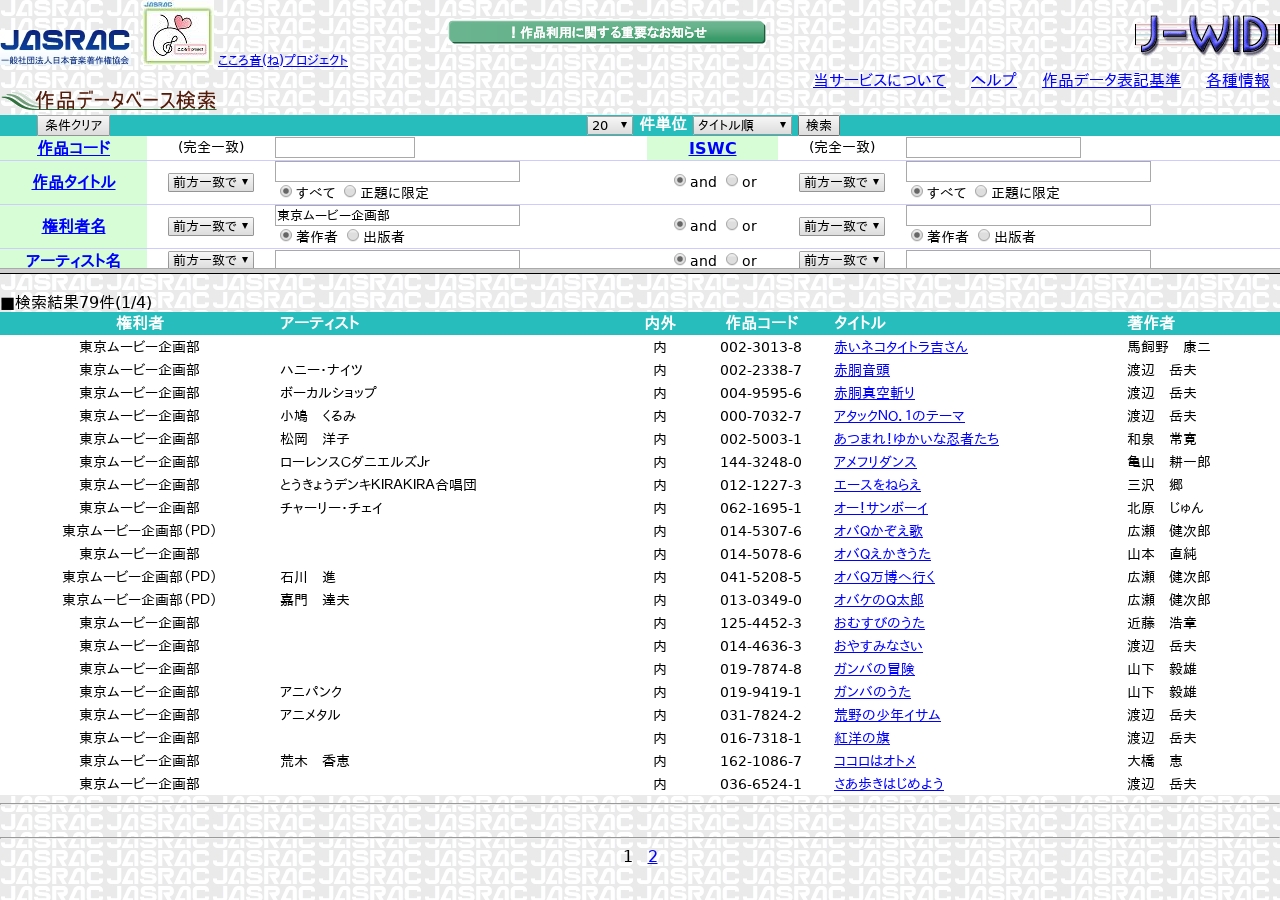 JASRAC
一般社団法人日本音楽著作権協会
JASRAC
こころ音(ね)プロジェクト
！作品利用に関する重要なお知らせ
J-WID
当サービスについて ヘルプ 作品データ表記基準 各種情報
作品データベース検索
条件クリア 20 件単位 タイトル順 検索
作品コード (完全一致) ISWC (完全一致)
作品タイトル 前方一致で すべて 正題に限定 and or 前方一致で すべて 正題に限定
権利者名 前方一致で 東京ムービー企画部 著作者 出版者 and or 前方一致で 著作者 出版者
アーティスト名 前方一致で and or 前方一致で
■検索結果79件(1/4)
権利者 アーティスト 内外 作品コード タイトル 著作者
東京ムービー企画部 内 002-3013-8 赤いネコタイトラ吉さん 馬飼野　康二
東京ムービー企画部 ハニー・ナイツ 内 002-2338-7 赤胴音頭 渡辺　岳夫
東京ムービー企画部 ボーカルショップ 内 004-9595-6 赤胴真空斬り 渡辺　岳夫
東京ムービー企画部 小鳩　くるみ 内 000-7032-7 アタックＮＯ．１のテーマ 渡辺　岳夫
東京ムービー企画部 松岡　洋子 内 002-5003-1 あつまれ！ゆかいな忍者たち 和泉　常寛
東京ムービー企画部 ローレンスＣダニエルズＪｒ 内 144-3248-0 アメフリダンス 亀山　耕一郎
東京ムービー企画部 とうきょうデンキＫＩＲＡＫＩＲＡ合唱団 内 012-1227-3 エースをねらえ 三沢　郷
東京ムービー企画部 チャーリー・チェイ 内 062-1695-1 オー！サンボーイ 北原　じゅん
東京ムービー企画部（ＰＤ） 内 014-5307-6 オバＱかぞえ歌 広瀬　健次郎
東京ムービー企画部 内 014-5078-6 オバＱえかきうた 山本　直純
東京ムービー企画部（ＰＤ） 石川　進 内 041-5208-5 オバＱ万博へ行く 広瀬　健次郎
東京ムービー企画部（ＰＤ） 嘉門　達夫 内 013-0349-0 オバケのＱ太郎 広瀬　健次郎
東京ムービー企画部 内 125-4452-3 おむすびのうた 近藤　浩章
東京ムービー企画部 内 014-4636-3 おやすみなさい 渡辺　岳夫
東京ムービー企画部 内 019-7874-8 ガンバの冒険 山下　毅雄
東京ムービー企画部 アニパンク 内 019-9419-1 ガンバのうた 山下　毅雄
東京ムービー企画部 アニメタル 内 031-7824-2 荒野の少年イサム 渡辺　岳夫
東京ムービー企画部 内 016-7318-1 紅洋の旗 渡辺　岳夫
東京ムービー企画部 荒木　香恵 内 162-1086-7 ココロはオトメ 大橋　恵
東京ムービー企画部 内 036-6524-1 さあ歩きはじめよう 渡辺　岳夫
1 2